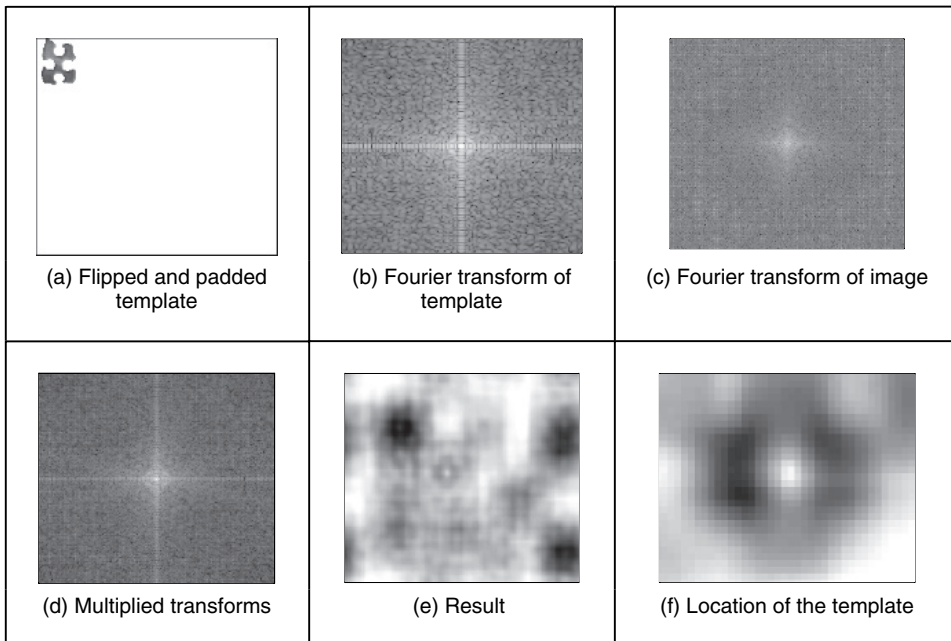 (a) Flipped and padded
template
(b) Fourier transform of
template
(c) Fourier transform of image
(d) Multiplied transforms
(e) Result
(f) Location of the template